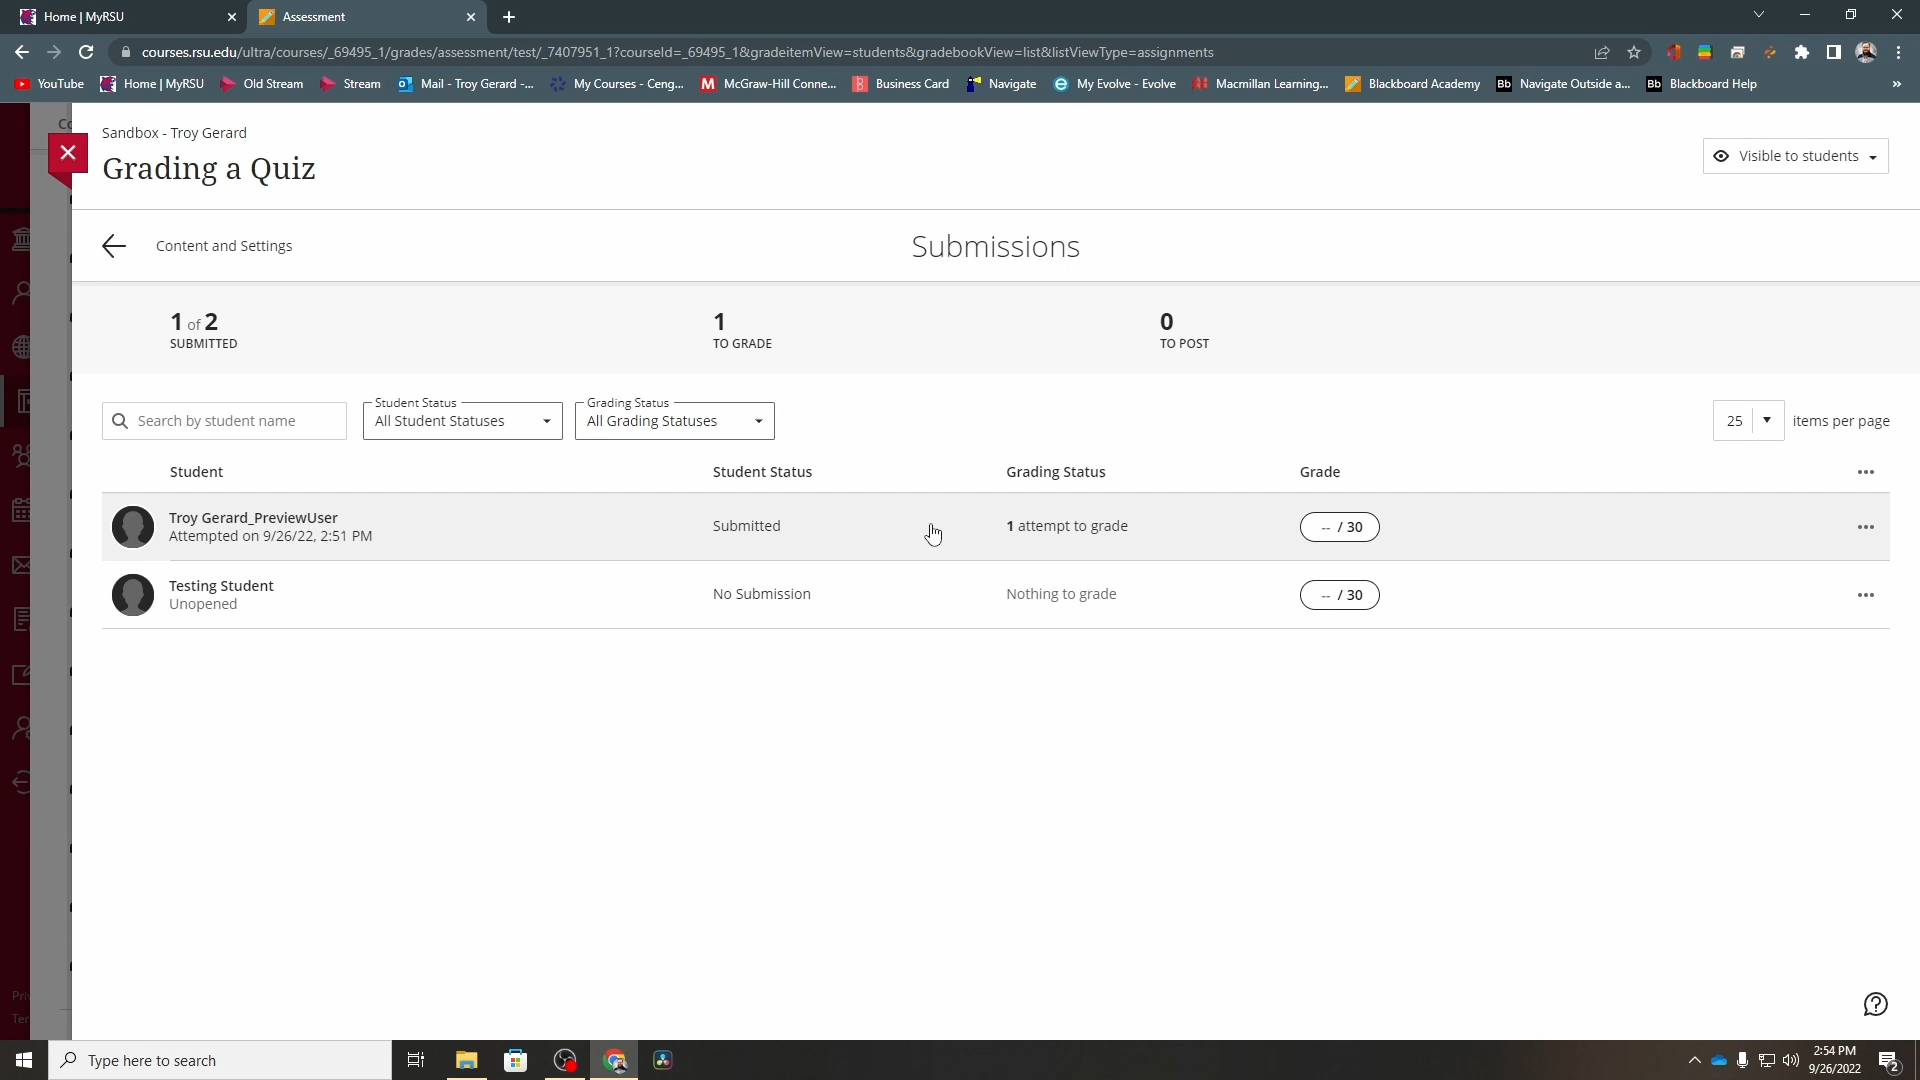 Home | MyRSU
Assessment
courses.rsu.edu/ultra/courses/_69495_1/grades/assessment/test/_7407951_1?courseId=_69495_1&gradeitemView=students&gradebookView=list&listViewType=assignments
YouTube Home | MyRSU Old Stream Stream Mail - Troy Gerard -... My Courses - Ceng... McGraw-Hill Conne... Business Card Navigate My Evolve - Evolve Macmillan Learning... Blackboard Academy Bb Navigate Outside a... Bb Blackboard Help »
Sandbox - Troy Gerard
Grading a Quiz
Visible to students
Content and Settings
Submissions
1 of 2
SUBMITTED
1
TO GRADE
0
TO POST
Search by student name
Student Status
All Student Statuses
Grading Status
All Grading Statuses
25 items per page
Student Student Status Grading Status Grade
Troy Gerard_PreviewUser
Attempted on 9/26/22, 2:51 PM
Submitted
1 attempt to grade
-- / 30
Testing Student
Unopened
No Submission
Nothing to grade
-- / 30
Type here to search
2:54 PM
9/26/2022
2